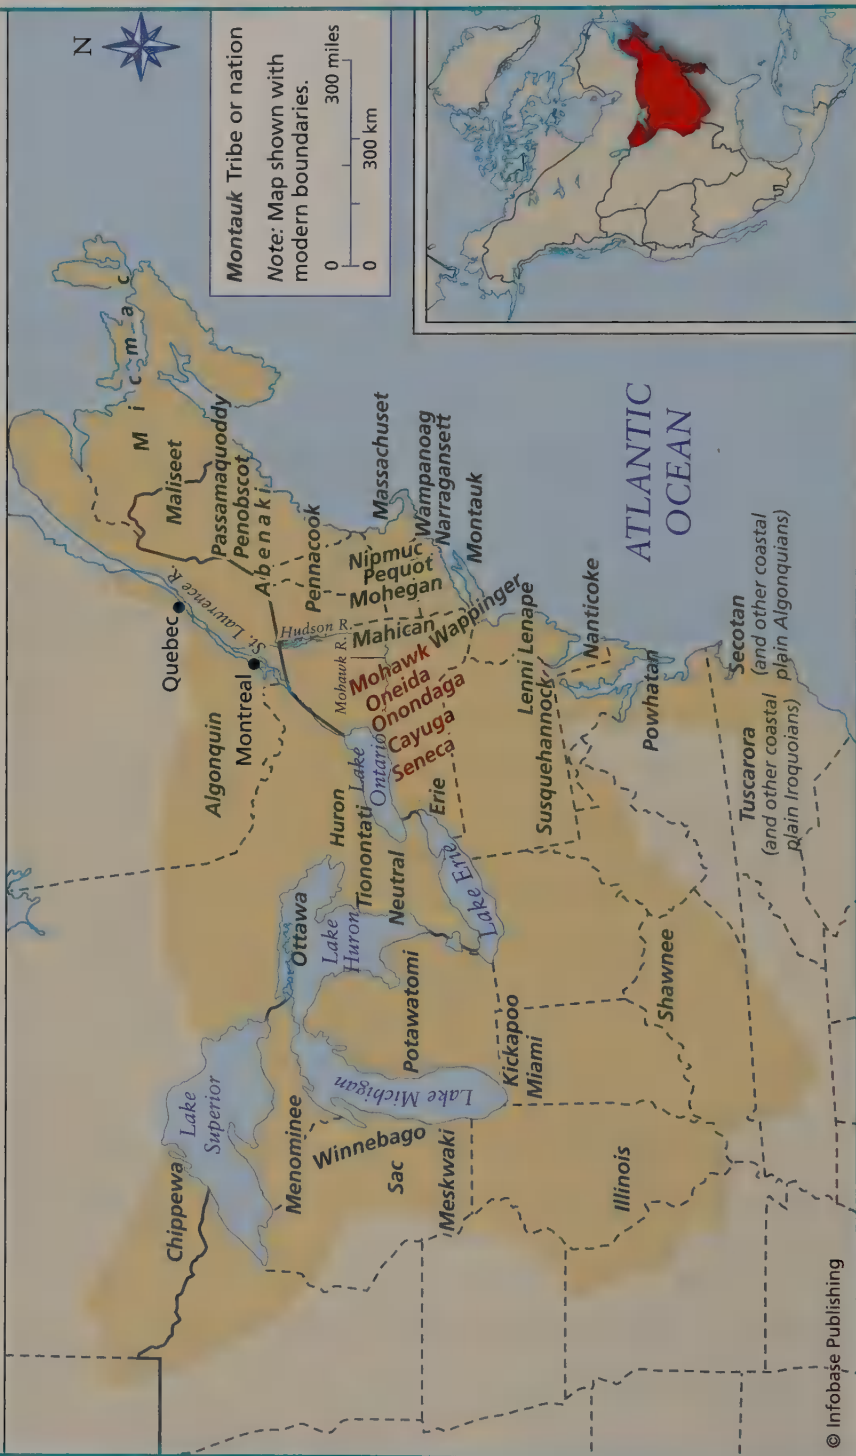 N
Montauk Tribe or nation
Note: Map shown with
modern boundaries.
0 300 miles
0 300 km
Quebec
St. Lawrence R.
Montreal
Algonquin
Maliseet
Micmac
Passamaquoddy
Penobscot
Abenaki
Pennacook
Massachuset
Nipmuc
Pequot
Mohegan
Wampanoag
Narragansett
Montauk
Hudson R.
Mahican
Wappinger
Mohawk R.
Mohawk
Oneida
Onondaga
Cayuga
Seneca
Lake
Ontario
Huron
Tionontati
Neutral
Erie
Lake Erie
Ottawa
Lake
Huron
Potawatomi
Lake
Superior
Chippewa
Menominee
Winnebago
Lake Michigan
Sac
Meskwaki
Kickapoo
Miami
Illinois
Shawnee
Susquehannock
Lenni Lenape
Nanticoke
Powhatan
Secotan
(and other coastal
plain Algonquians)
Tuscarora
(and other coastal
plain Iroquoians)
ATLANTIC
OCEAN
© Infobase Publishing